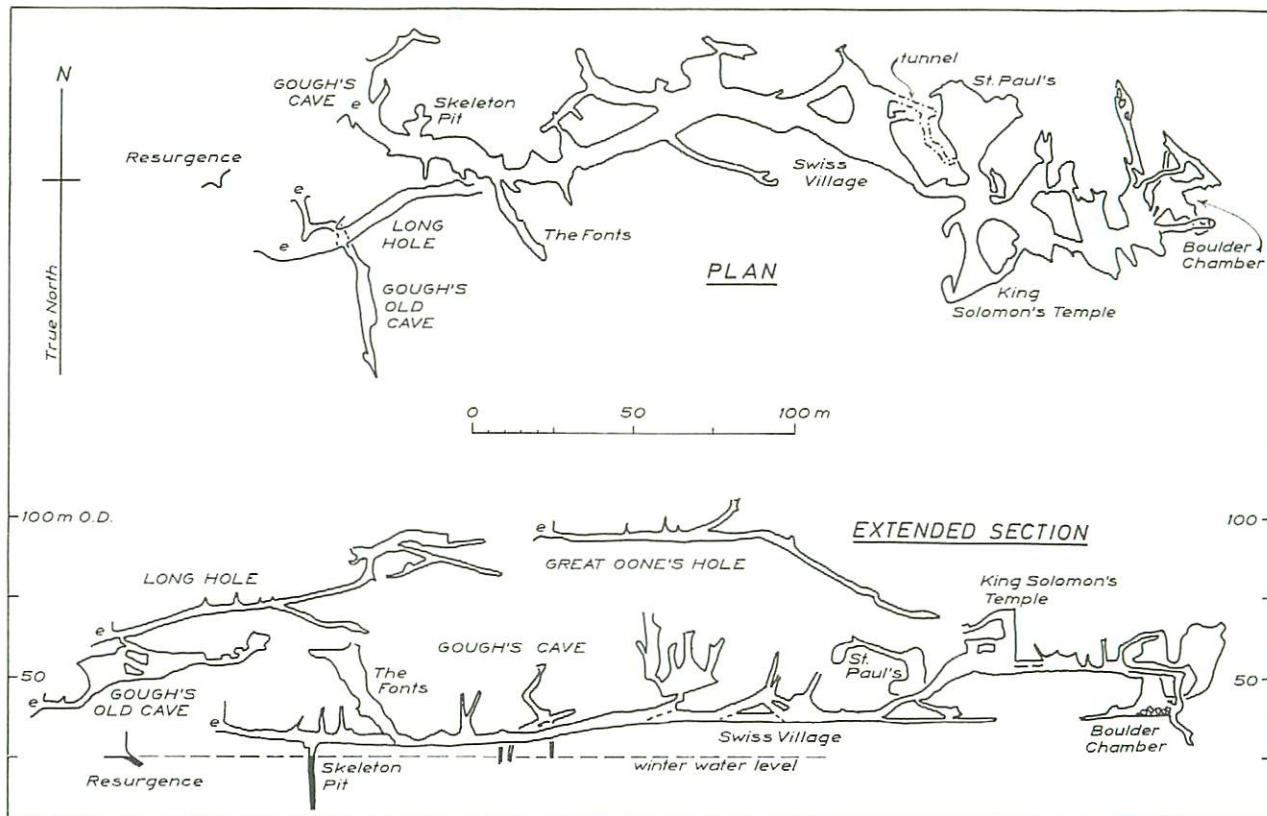 N
True North
Resurgence
GOUGH'S
CAVE
e
Skeleton
Pit
e
e
LONG
HOLE
GOUGH'S
OLD
CAVE
The Fonts
PLAN
Swiss
Village
tunnel
St. Paul's
King
Solomon's Temple
Boulder
Chamber
0 50 100 m
100 m O.D.
50
EXTENDED SECTION
100
50
LONG HOLE
e
e
GOUGH'S
OLD CAVE
Resurgence
e
The
Fonts
Skeleton
Pit
GOUGH'S CAVE
e
GREAT OONE'S HOLE
winter water level
Swiss Village
St.
Paul's
King Solomon's
Temple
Boulder
Chamber